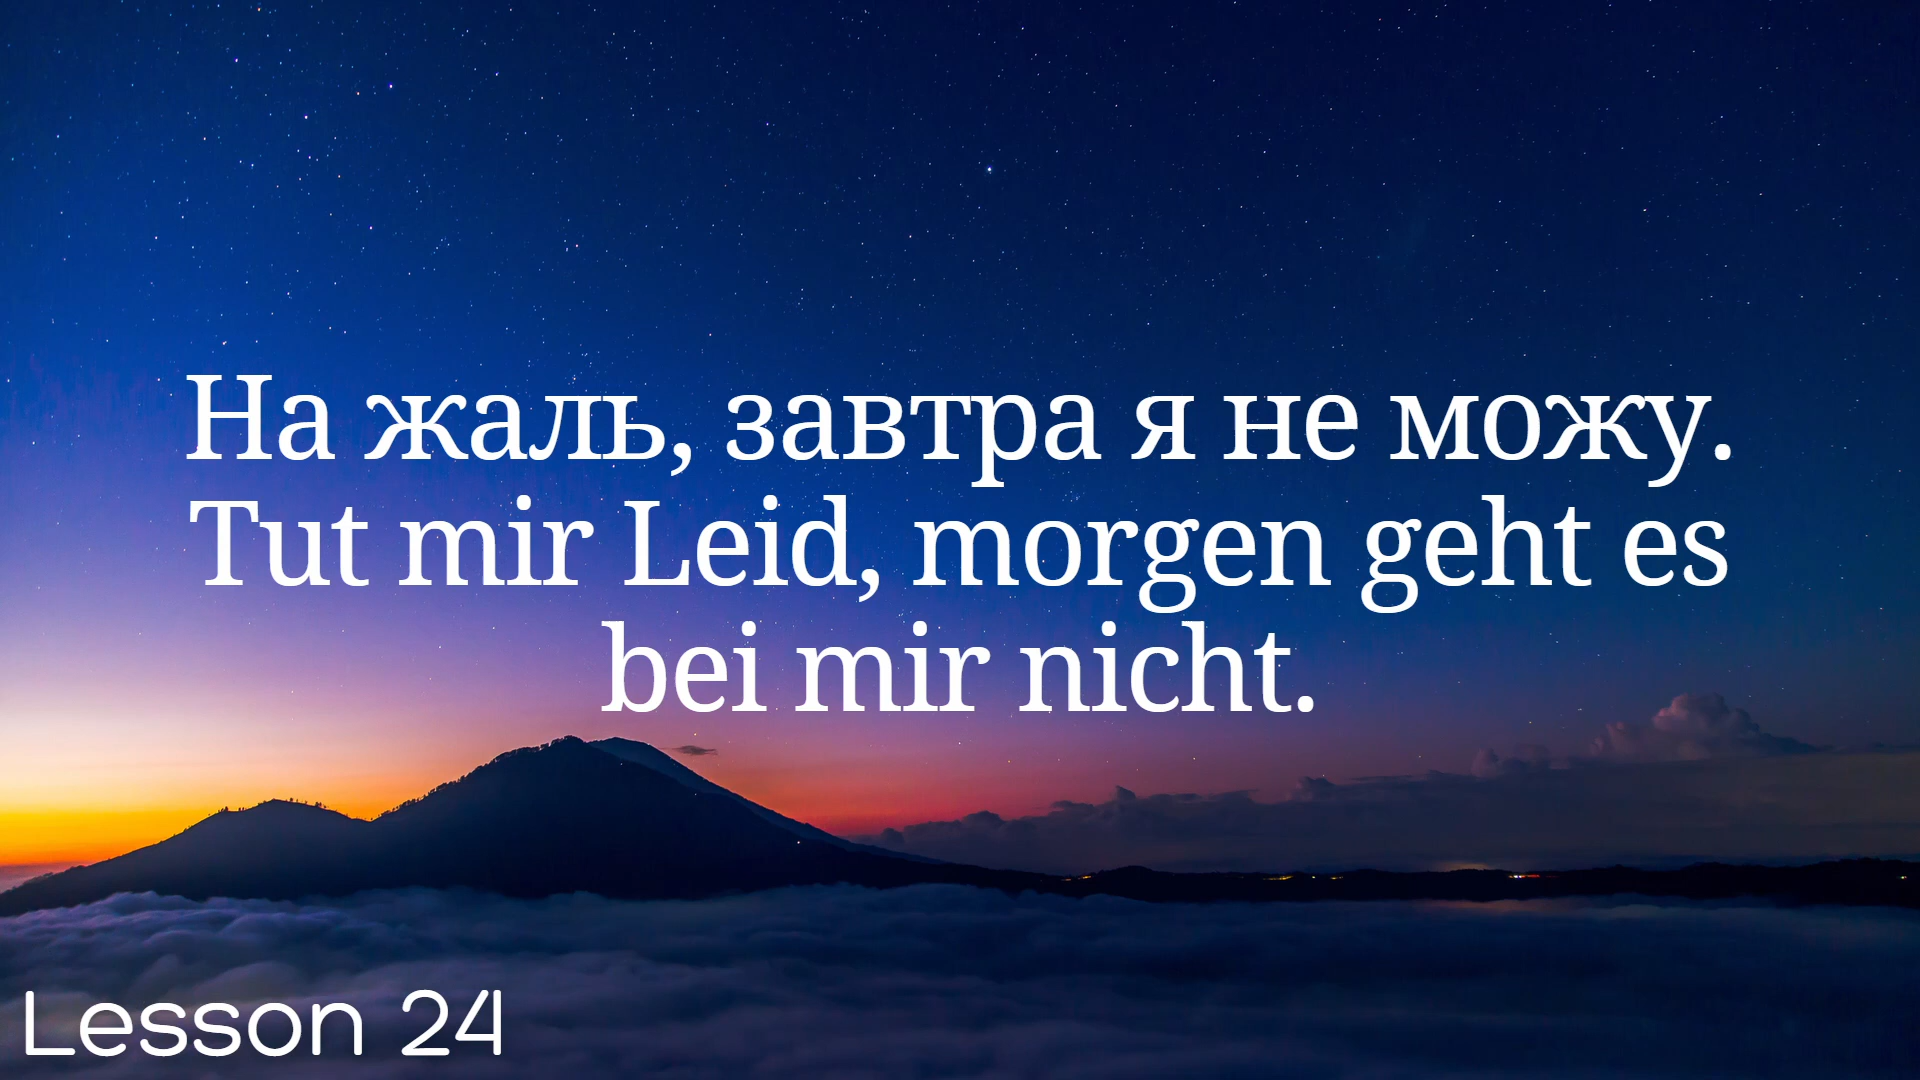 На жаль, завтра я не можу.
Tut mir Leid, morgen geht es
bei mir nicht.
Lesson 24